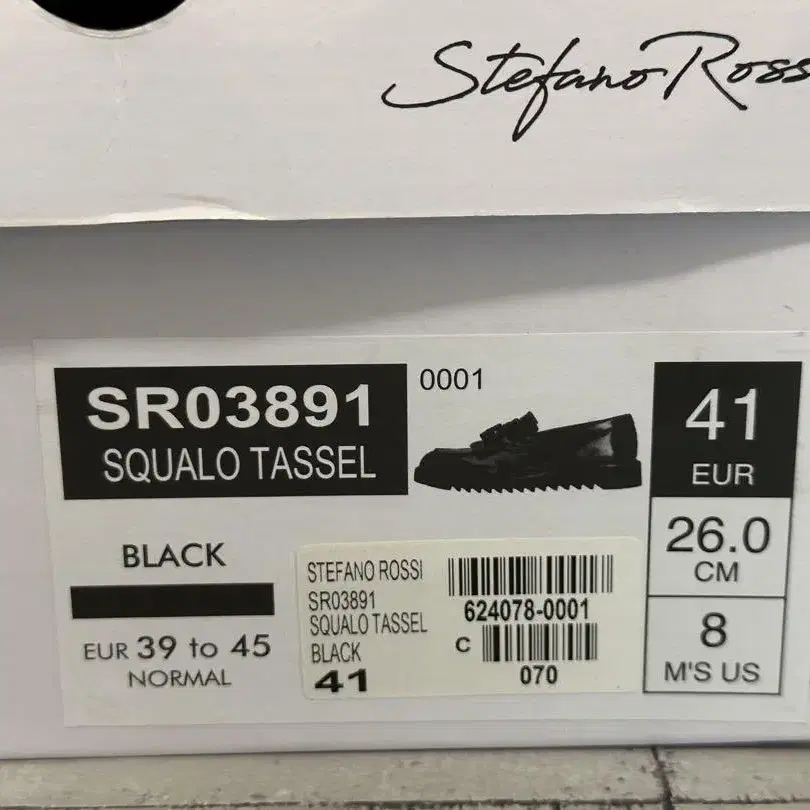 Stefano Ross
SR03891
SQUALO TASSEL
0001
41
EUR
26.0
CM
8
M'S US
BLACK
EUR 39 to 45
NORMAL
STEFANO ROSSI
SR03891
SQUALO TASSEL
BLACK
41
624078-0001
C
070